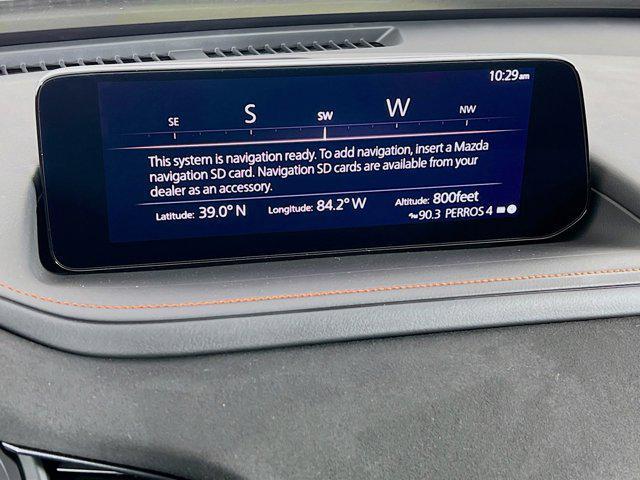 10:29am
SE S SW W NW
This system is navigation ready. To add navigation, insert a Mazda
navigation SD card. Navigation SD cards are available from your
dealer as an accessory.
Latitude: 39.0° N Longitude: 84.2° W Altitude: 800feet
90.3 PERROS 4